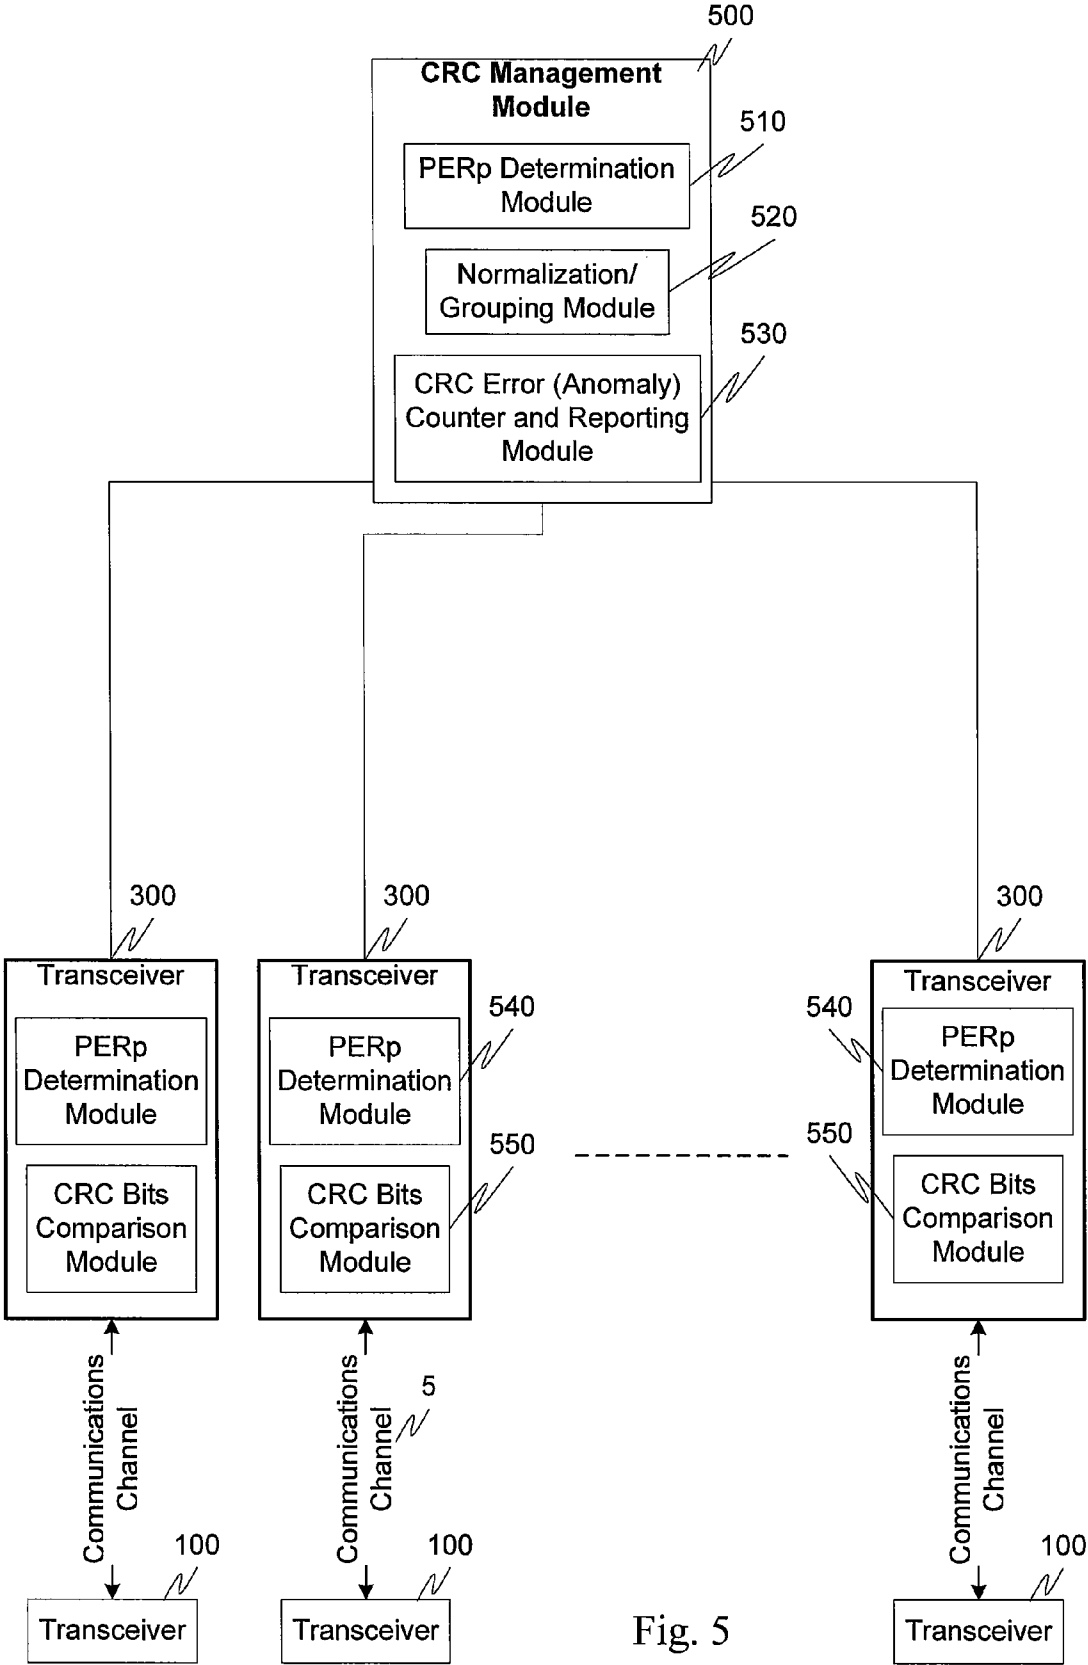 500
CRC Management
Module
510
PERp Determination
Module
520
Normalization/
Grouping Module
530
CRC Error (Anomaly)
Counter and Reporting
Module
300
300
300
Transceiver
PERp
Determination
Module
CRC Bits
Comparison
Module
Transceiver
540
PERp
Determination
Module
550
CRC Bits
Comparison
Module
Transceiver
540
PERp
Determination
Module
550
CRC Bits
Comparison
Module
Communications
Channel
Communications
Channel
5
Communications
Channel
100
100
100
Transceiver
Transceiver
Transceiver
Fig. 5